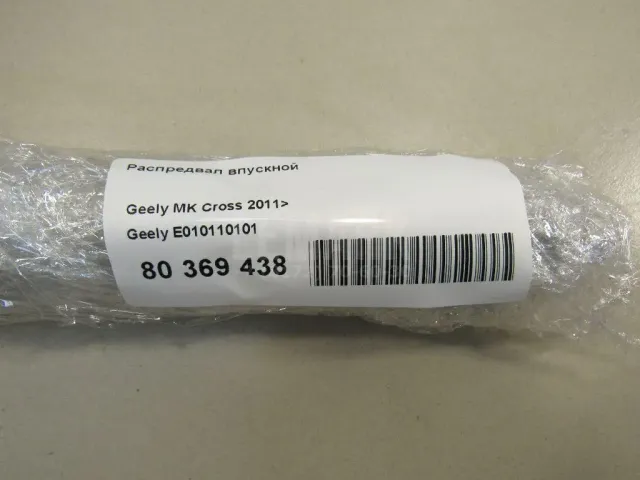 Распредвал впускной
Geely MK Cross 2011>
Geely E010110101
80 369 438